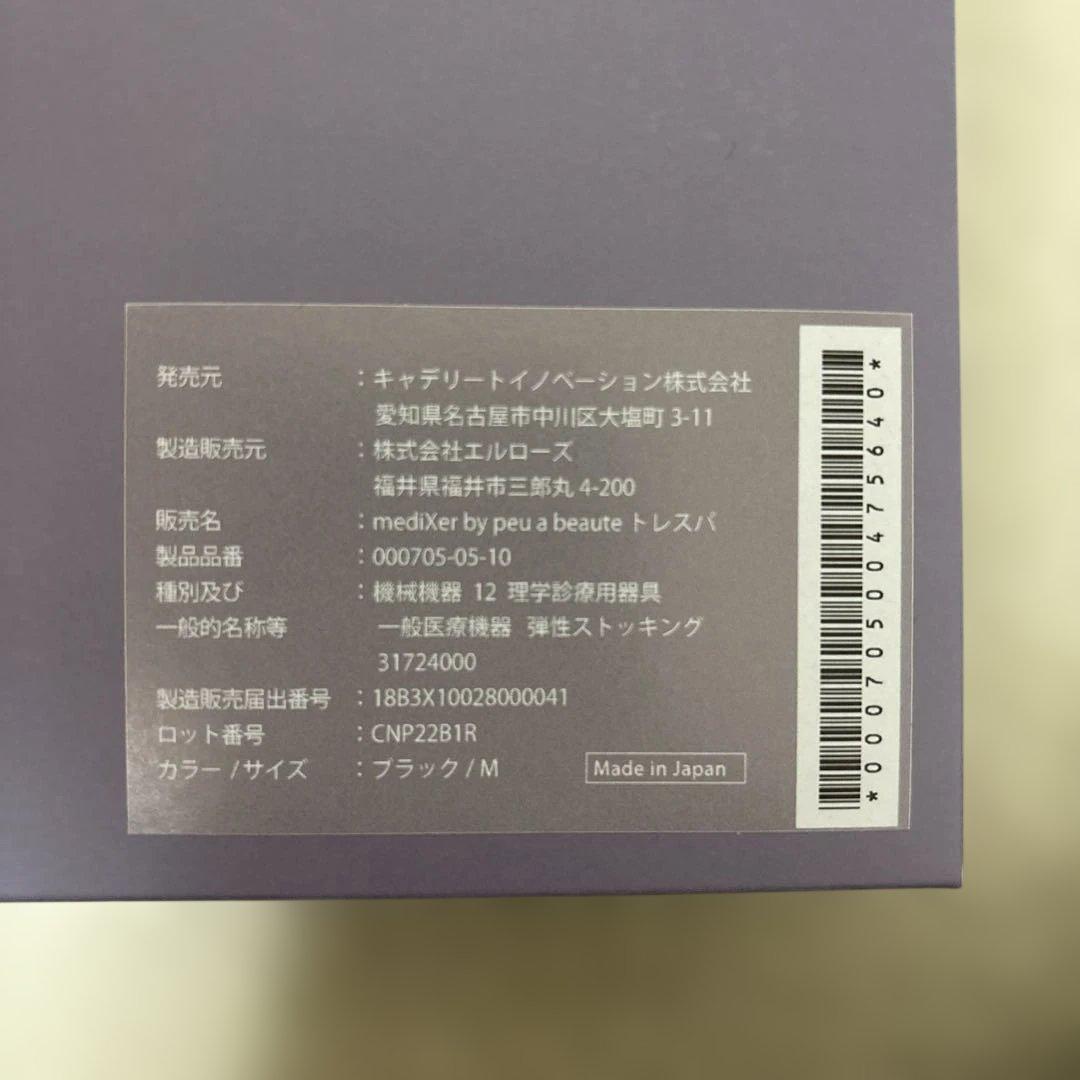 発売元 : キャデリートイノベーション株式会社
愛知県名古屋市中川区大塩町 3-11
製造販売元 : 株式会社エルローズ
福井県福井市三郎丸 4-200
販売名 : mediXer by peu a beaute トレスパ
製品品番 : 000705-05-10
種別及び : 機械機器 12 理学診療用器具
一般的名称等 一般医療機器 弾性ストッキング
31724000
製造販売届出番号 : 18B3X10028000041
ロット番号 : CNP22B1R
カラー / サイズ : ブラック / M
Made in Japan
*0007050047564​0*